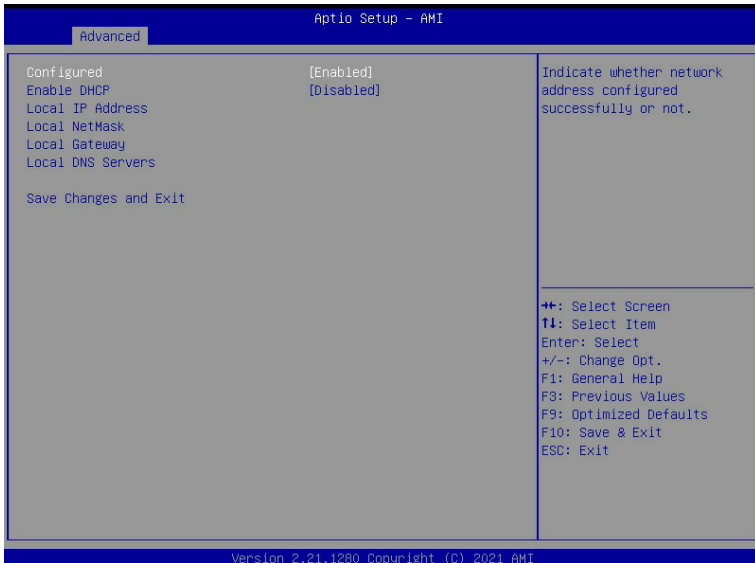 Aptio Setup – AMI
Advanced
Configured [Enabled]
Enable DHCP [Disabled]
Local IP Address
Local NetMask
Local Gateway
Local DNS Servers
Save Changes and Exit
Indicate whether network
address configured
successfully or not.
→←: Select Screen
↑↓: Select Item
Enter: Select
+/-: Change Opt.
F1: General Help
F3: Previous Values
F9: Optimized Defaults
F10: Save & Exit
ESC: Exit
Version 2.21.1280 Copyright (C) 2021 AMI